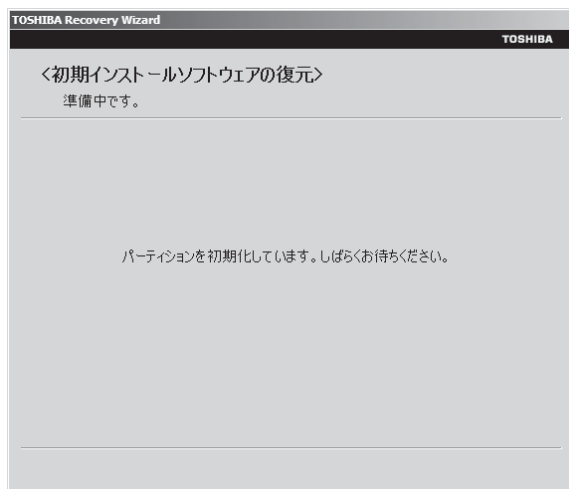 TOSHIBA Recovery Wizard
TOSHIBA
<初期インストールソフトウェアの復元>
準備中です。
パーティションを初期化しています。しばらくお待ちください。